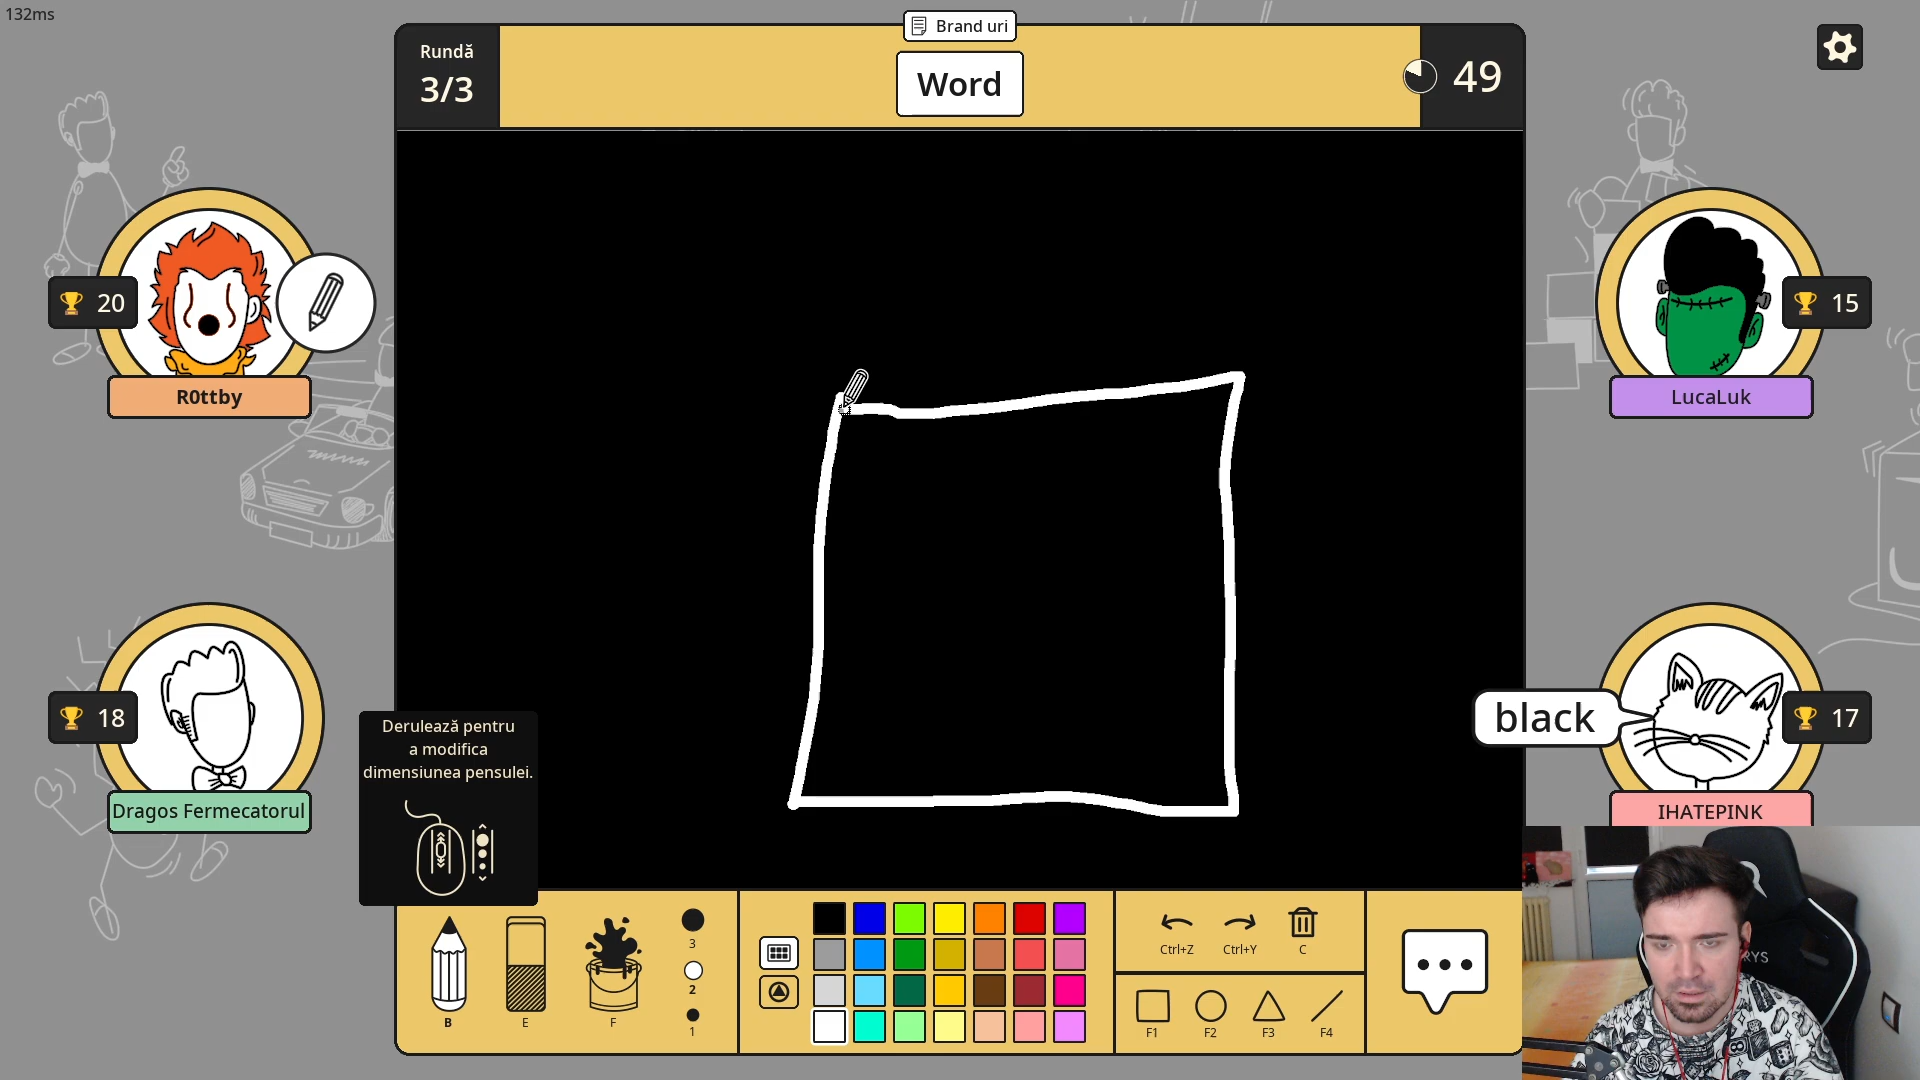 132ms
Brand uri
Rundă
3/3
Word
49
20
R0ttby
15
LucaLuk
18
Dragos Fermecatorul
black
17
IHATEPINK
Derulează pentru
a modifica
dimensiunea pensulei.
B
E
F
3
2
1
Ctrl+Z
Ctrl+Y
C
F1
F2
F3
F4